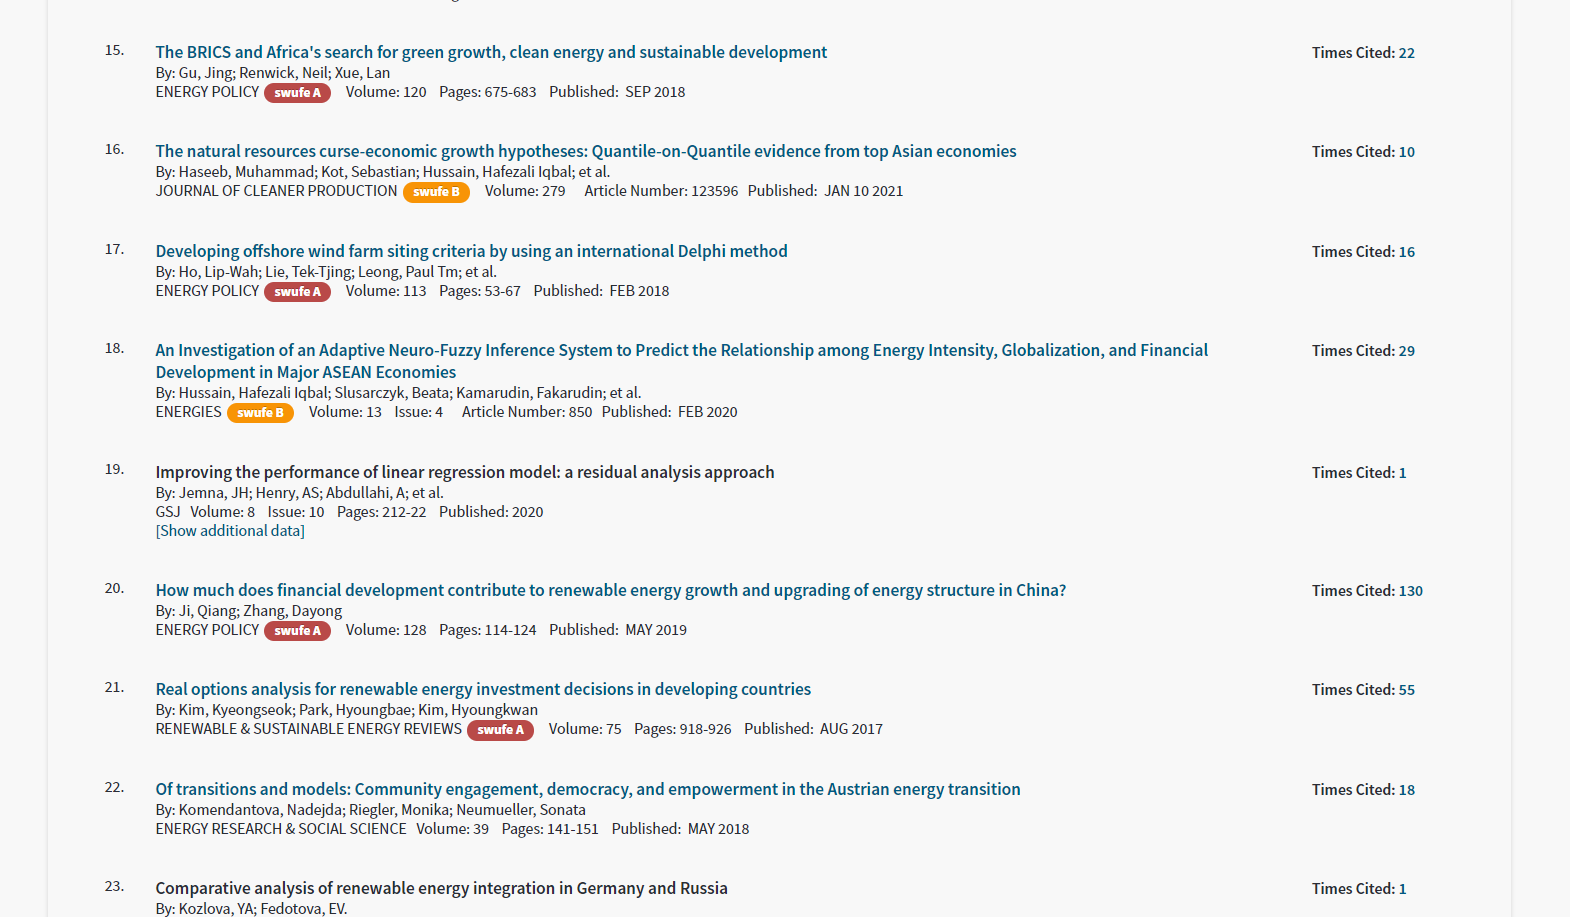 15. The BRICS and Africa's search for green growth, clean energy and sustainable development Times Cited: 22
By: Gu, Jing; Renwick, Neil; Xue, Lan
ENERGY POLICY swufe A Volume: 120 Pages: 675-683 Published: SEP 2018
16. The natural resources curse-economic growth hypotheses: Quantile-on-Quantile evidence from top Asian economies Times Cited: 10
By: Haseeb, Muhammad; Kot, Sebastian; Hussain, Hafezali Iqbal; et al.
JOURNAL OF CLEANER PRODUCTION swufe B Volume: 279 Article Number: 123596 Published: JAN 10 2021
17. Developing offshore wind farm siting criteria by using an international Delphi method Times Cited: 16
By: Ho, Lip-Wah; Lie, Tek-Tjing; Leong, Paul Tm; et al.
ENERGY POLICY swufe A Volume: 113 Pages: 53-67 Published: FEB 2018
18. An Investigation of an Adaptive Neuro-Fuzzy Inference System to Predict the Relationship among Energy Intensity, Globalization, and Financial Times Cited: 29
Development in Major ASEAN Economies
By: Hussain, Hafezali Iqbal; Slusarczyk, Beata; Kamarudin, Fakarudin; et al.
ENERGIES swufe B Volume: 13 Issue: 4 Article Number: 850 Published: FEB 2020
19. Improving the performance of linear regression model: a residual analysis approach Times Cited: 1
By: Jemna, JH; Henry, AS; Abdullahi, A; et al.
GSJ Volume: 8 Issue: 10 Pages: 212-22 Published: 2020
[Show additional data]
20. How much does financial development contribute to renewable energy growth and upgrading of energy structure in China? Times Cited: 130
By: Ji, Qiang; Zhang, Dayong
ENERGY POLICY swufe A Volume: 128 Pages: 114-124 Published: MAY 2019
21. Real options analysis for renewable energy investment decisions in developing countries Times Cited: 55
By: Kim, Kyeongseok; Park, Hyoungbae; Kim, Hyoungkwan
RENEWABLE & SUSTAINABLE ENERGY REVIEWS swufe A Volume: 75 Pages: 918-926 Published: AUG 2017
22. Of transitions and models: Community engagement, democracy, and empowerment in the Austrian energy transition Times Cited: 18
By: Komendantova, Nadejda; Riegler, Monika; Neumueller, Sonata
ENERGY RESEARCH & SOCIAL SCIENCE Volume: 39 Pages: 141-151 Published: MAY 2018
23. Comparative analysis of renewable energy integration in Germany and Russia Times Cited: 1
By: Kozlova, YA; Fedotova, EV.